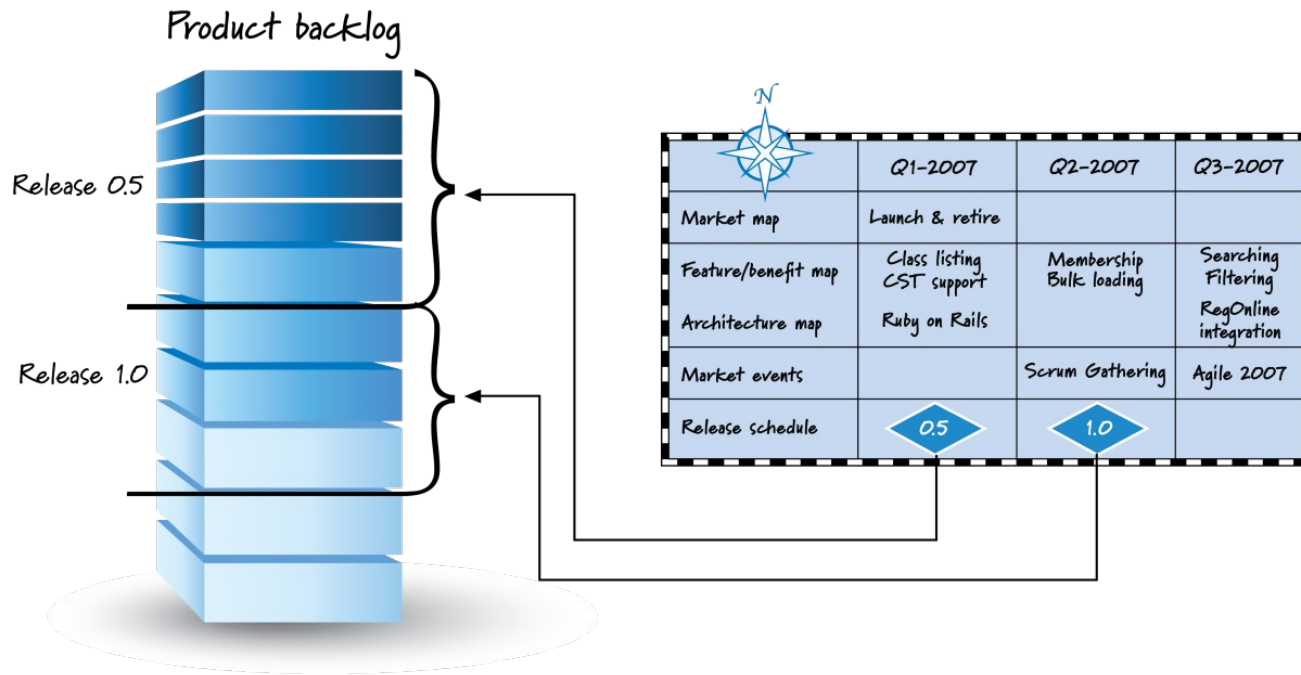 Product backlog
Release 0.5
Release 1.0
N
Q1-2007
Q2-2007
Q3-2007
Market map
Launch & retire
Feature/benefit map
Class listing
CST support
Membership
Bulk loading
Searching
Filtering
Architecture map
Ruby on Rails
RegOnline
integration
Market events
Scrum Gathering
Agile 2007
Release schedule
0.5
1.0